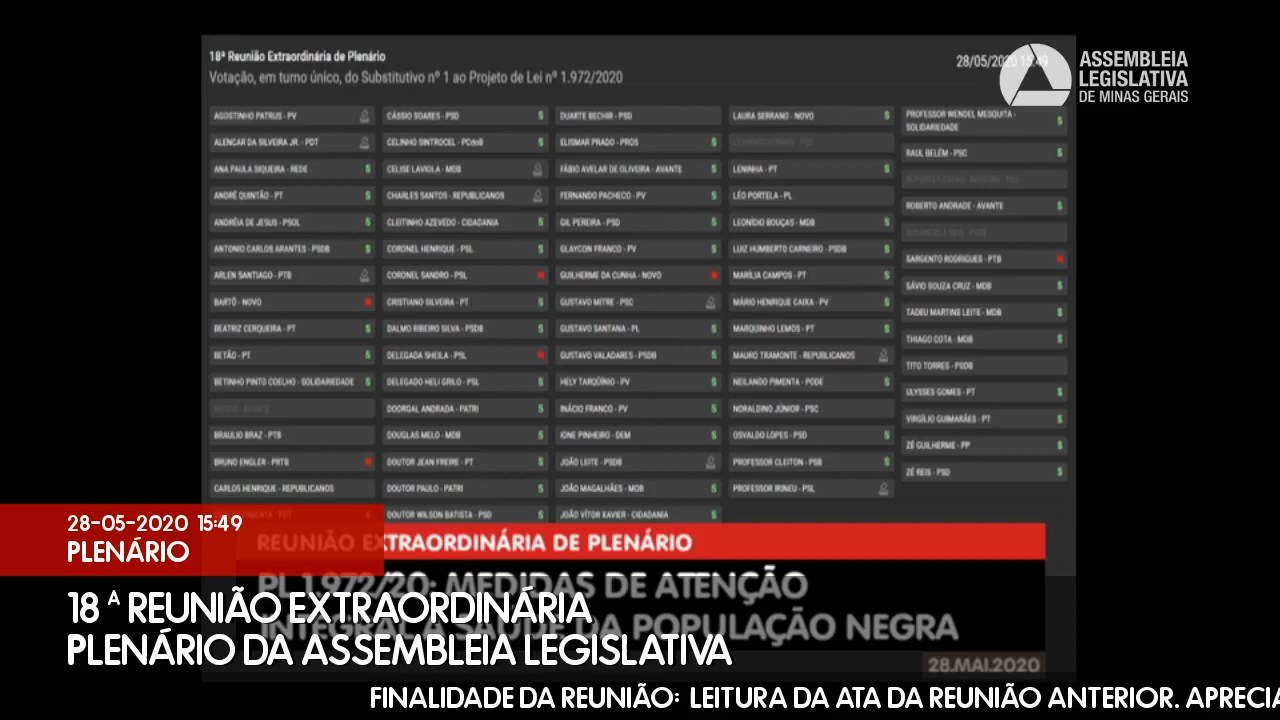 18ª Reunião Extraordinária de Plenário
Votação, em turno único, do Substitutivo nº 1 ao Projeto de Lei nº 1.972/2020
28/05/2020 15:49
ASSEMBLEIA
LEGISLATIVA
DE MINAS GERAIS
AGOSTINHO PATRUS - PV
ALENCAR DA SILVEIRA JR. - PDT
ANA PAULA SIQUEIRA - REDE S
ANDRÉ QUINTÃO - PT S
ANDRÉIA DE JESUS - PSOL S
ANTONIO CARLOS ARANTES - PSDB S
ARLEN SANTIAGO - PTB
BARTÔ - NOVO
BEATRIZ CERQUEIRA - PT S
BETÃO - PT S
BETINHO PINTO COELHO - SOLIDARIEDADE S
BRAULIO BRAZ - PTB
BRUNO ENGLER - PRTB
CARLOS HENRIQUE - REPUBLICANOS
CÁSSIO SOARES - PSD S
CELINHO SINTROCEL - PCdoB S
CELISE LAVIOLA - MDB
CHARLES SANTOS - REPUBLICANOS
CLEITINHO AZEVEDO - CIDADANIA S
CORONEL HENRIQUE - PSL S
CORONEL SANDRO - PSL
CRISTIANO SILVEIRA - PT S
DALMO RIBEIRO SILVA - PSDB S
DELEGADA SHEILA - PSL
DELEGADO HELI GRILO - PSL S
DOORGAL ANDRADA - PATRI S
DOUGLAS MELO - MDB S
DOUTOR JEAN FREIRE - PT S
DOUTOR PAULO - PATRI S
DOUTOR WILSON BATISTA - PSD S
DUARTE BECHIR - PSD
ELISMAR PRADO - PROS S
FÁBIO AVELAR DE OLIVEIRA - AVANTE S
FERNANDO PACHECO - PV S
GIL PEREIRA - PSD S
GLAYCON FRANCO - PV S
GUILHERME DA CUNHA - NOVO
GUSTAVO MITRE - PSC
GUSTAVO SANTANA - PL S
GUSTAVO VALADARES - PSDB S
HELY TARQÜÍNIO - PV S
INÁCIO FRANCO - PV S
IONE PINHEIRO - DEM S
JOÃO LEITE - PSDB
JOÃO MAGALHÃES - MDB S
JOÃO VÍTOR XAVIER - CIDADANIA S
LAURA SERRANO - NOVO S
LENINHA - PT S
LÉO PORTELA - PL
LEONÍDIO BOUÇAS - MDB S
LUIZ HUMBERTO CARNEIRO - PSDB S
MARÍLIA CAMPOS - PT S
MÁRIO HENRIQUE CAIXA - PV S
MARQUINHO LEMOS - PT S
MAURO TRAMONTE - REPUBLICANOS
NEILANDO PIMENTA - PODE S
NORALDINO JÚNIOR - PSC
OSVALDO LOPES - PSD S
PROFESSOR CLEITON - PSB S
PROFESSOR IRINEU - PSL
PROFESSOR WENDEL MESQUITA -
SOLIDARIEDADE S
RAUL BELÉM - PSC S
ROBERTO ANDRADE - AVANTE S
SARGENTO RODRIGUES - PTB
SÁVIO SOUZA CRUZ - MDB S
TADEU MARTINS LEITE - MDB S
THIAGO COTA - MDB S
TITO TORRES - PSDB
ULYSSES GOMES - PT S
VIRGÍLIO GUIMARÃES - PT S
ZÉ GUILHERME - PP S
ZÉ REIS - PSD S
REUNIÃO EXTRAORDINÁRIA DE PLENÁRIO
PL 1.972/20: MEDIDAS DE ATENÇÃO
INTEGRAL À SAÚDE DA POPULAÇÃO NEGRA
28.MAI.2020
28-05-2020 15:49
PLENÁRIO
18 ª REUNIÃO EXTRAORDINÁRIA
PLENÁRIO DA ASSEMBLEIA LEGISLATIVA
FINALIDADE DA REUNIÃO: LEITURA DA ATA DA REUNIÃO ANTERIOR. APRECIA